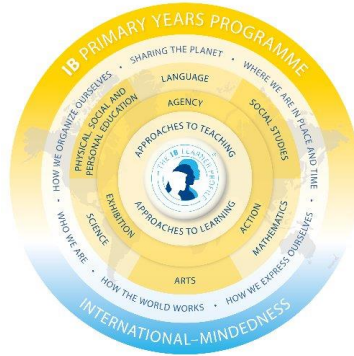 IB PRIMARY YEARS PROGRAMME
SHARING THE PLANET
WHERE WE ARE IN PLACE AND TIME
HOW WE EXPRESS OURSELVES
HOW THE WORLD WORKS
WHO WE ARE
HOW WE ORGANIZE OURSELVES
LANGUAGE
SOCIAL STUDIES
MATHEMATICS
ARTS
SCIENCE
PHYSICAL SOCIAL AND
PERSONAL EDUCATION
AGENCY
ACTION
EXHIBITION
APPROACHES TO TEACHING
APPROACHES TO LEARNING
THE IB LEARNER PROFILE
INTERNATIONAL–MINDEDNESS